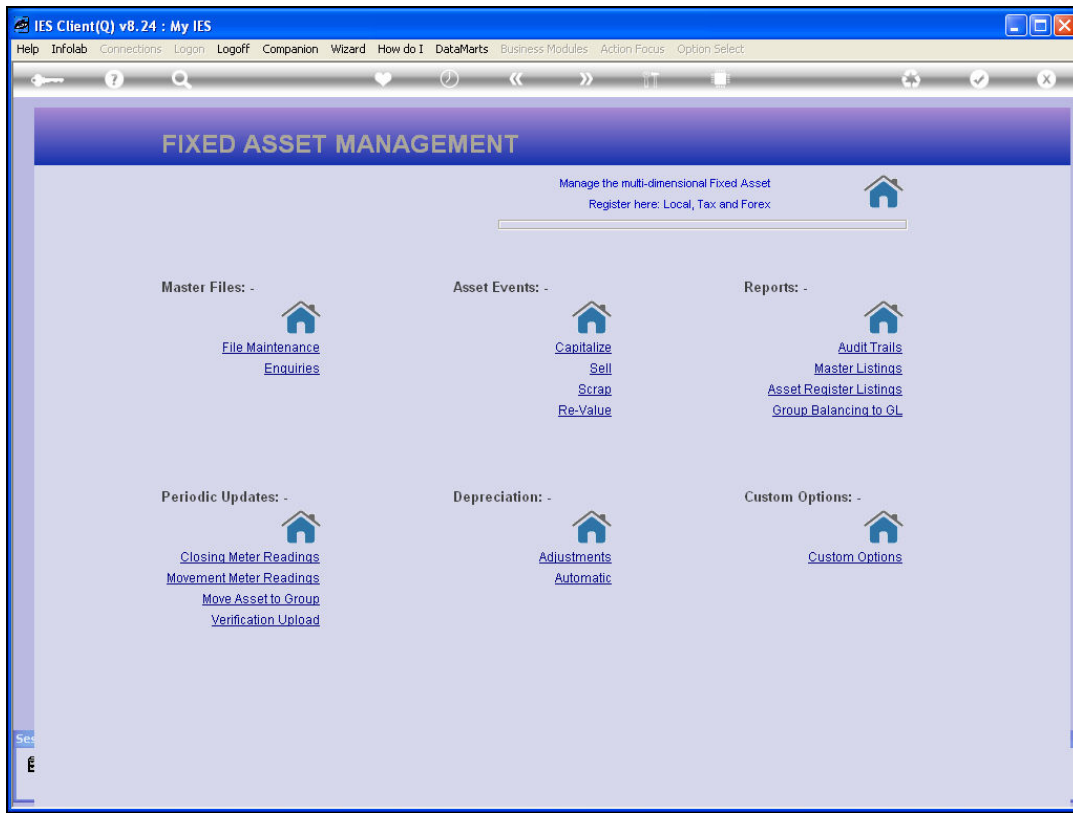 IES Client(Q) v8.24 : My IES
Help Infolab Connections Logon Logoff Companion Wizard How do I DataMarts Business Modules Action Focus Option Select
FIXED ASSET MANAGEMENT
Manage the multi-dimensional Fixed Asset
Register here: Local, Tax and Forex
Master Files: -
File Maintenance
Enquiries
Asset Events: -
Capitalize
Sell
Scrap
Re-Value
Reports: -
Audit Trails
Master Listings
Asset Register Listings
Group Balancing to GL
Periodic Updates: -
Closing Meter Readings
Movement Meter Readings
Move Asset to Group
Verification Upload
Depreciation: -
Adjustments
Automatic
Custom Options: -
Custom Options